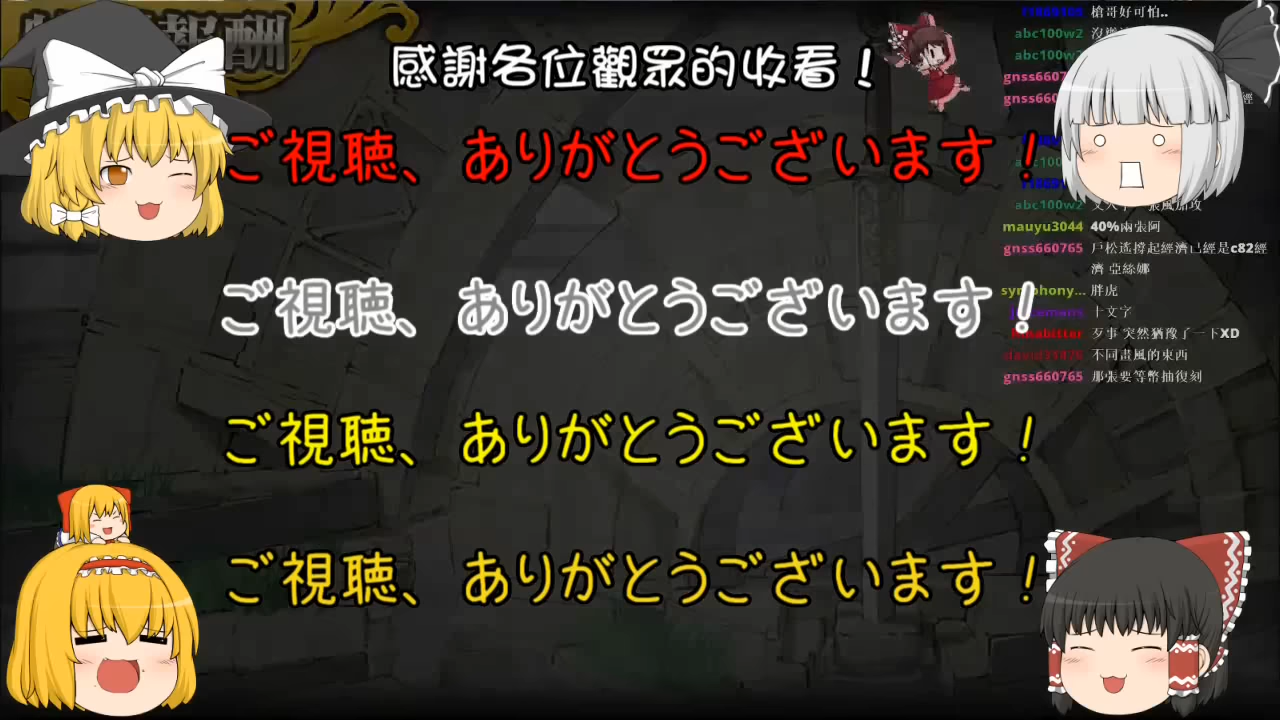 感謝各位觀眾的收看！
ご視聴、ありがとうございます！
ご視聴、ありがとうございます！
ご視聴、ありがとうございます！
ご視聴、ありがとうございます！
報酬
槍哥好可怕..
abc100w2
abc100w2
abc100w2
mauyu3044 40%兩張阿
gnss660765 戶松遙撐起經濟已經是c82經
濟 亞絲娜
胖虎
十文字
歹事 突然猶豫了一下XD
不同畫風的東西
gnss660765 那張要等幣抽復刻